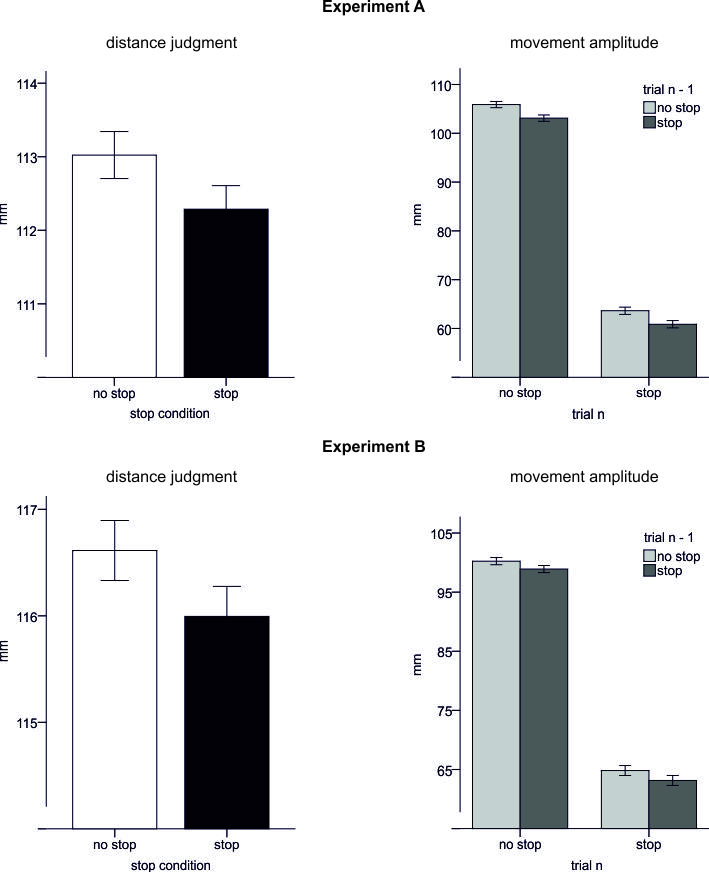 Experiment A
distance judgment
movement amplitude
114
113
112
111
mm
no stop
stop
stop condition
110
100
90
80
70
60
mm
trial n - 1
no stop
stop
no stop
stop
trial n
Experiment B
distance judgment
movement amplitude
117
116
115
mm
no stop
stop
stop condition
105
95
85
75
65
mm
trial n - 1
no stop
stop
no stop
stop
trial n